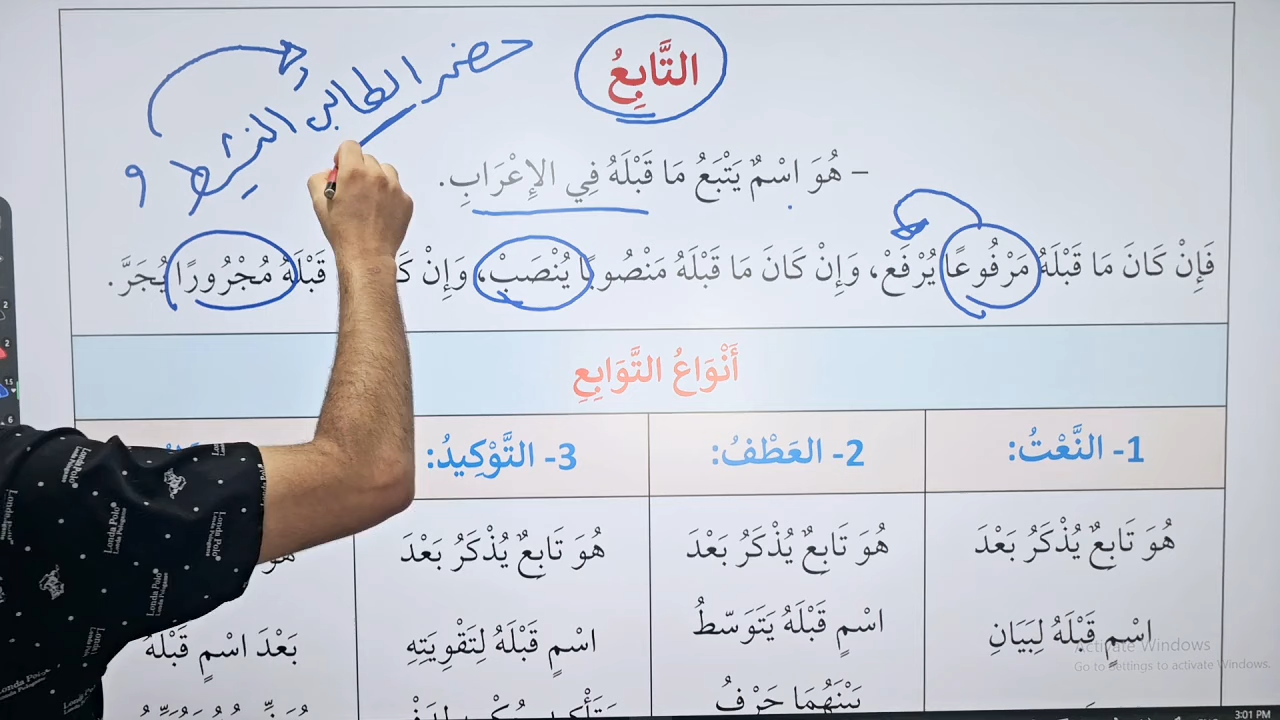 التَّابِعُ
حضر الطالبُ النشيطُ و
– هُوَ اسْمٌ يَتْبَعُ مَا قَبْلَهُ فِي الإِعْرَابِ.
فَإِنْ كَانَ مَا قَبْلَهُ مَرْفُوعًا يُرْفَعْ، وَإِنْ كَانَ مَا قَبْلَهُ مَنْصُوبًا يُنْصَبْ، وَإِنْ قَبْلَهُ مُجْرُورًا يُجَرَّ.
أَنْوَاعُ التَّوَابِعِ
1- النَّعْتُ:
هُوَ تَابِعٌ يُذْكَرُ بَعْدَ
اسْمٍ قَبْلَهُ لِبَيَانِ
2- العَطْفُ:
هُوَ تَابِعٌ يُذْكَرُ بَعْدَ
اسْمٍ قَبْلَهُ يَتَوَسّطُ
بَيْنَهُمَا حَرْفُ
3- التَّوْكِيدُ:
هُوَ تَابِعٌ يُذْكَرُ بَعْدَ
اسْمٍ قَبْلَهُ لِتَقْوِيَتِهِ
بَعْدَ اسْمٍ قَبْلَهُ
Activate Windows
Go to Settings to activate Windows.
3:01 PM
Londa Polo